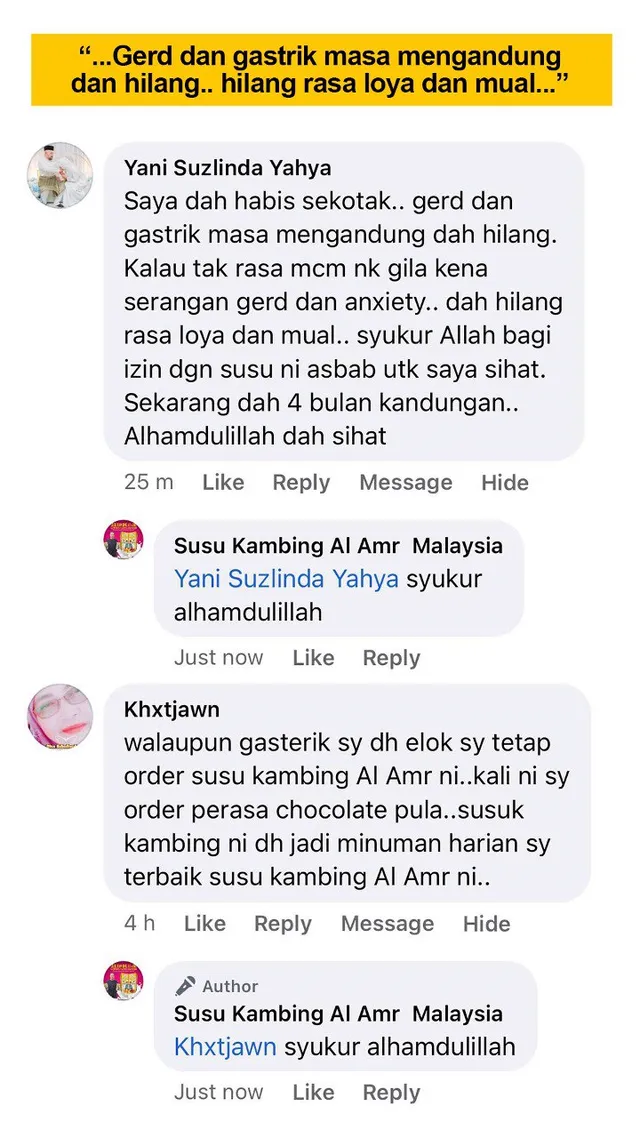 “...Gerd dan gastrik masa mengandung
dan hilang.. hilang rasa loya dan mual...”
Yani Suzlinda Yahya
Saya dah habis sekotak.. gerd dan
gastrik masa mengandung dah hilang.
Kalau tak rasa mcm nk gila kena
serangan gerd dan anxiety.. dah hilang
rasa loya dan mual.. syukur Allah bagi
izin dgn susu ni asbab utk saya sihat.
Sekarang dah 4 bulan kandungan..
Alhamdulillah dah sihat
25 m Like Reply Message Hide
Susu Kambing Al Amr Malaysia
Yani Suzlinda Yahya syukur
alhamdulillah
Just now Like Reply
Khxtjawn
walaupun gasterik sy dh elok sy tetap
order susu kambing Al Amr ni..kali ni sy
order perasa chocolate pula..susuk
kambing ni dh jadi minuman harian sy
terbaik susu kambing Al Amr ni..
4 h Like Reply Message Hide
Author
Susu Kambing Al Amr Malaysia
Khxtjawn syukur alhamdulillah
Just now Like Reply